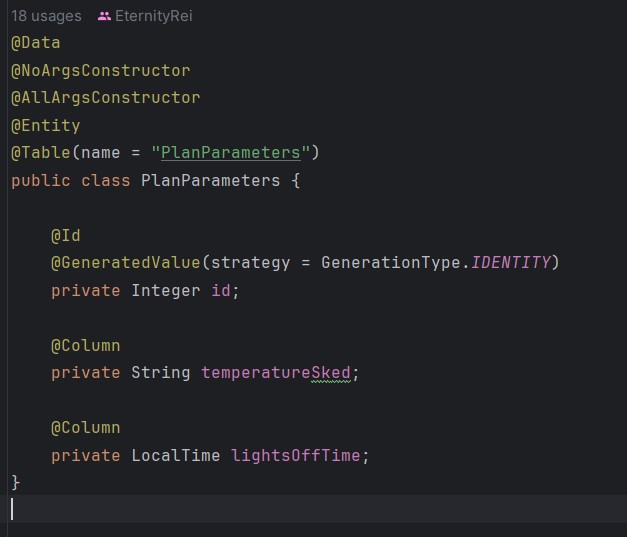 18 usages EternityRei
@Data
@NoArgsConstructor
@AllArgsConstructor
@Entity
@Table(name = "PlanParameters")
public class PlanParameters {
@Id
@GeneratedValue(strategy = GenerationType.IDENTITY)
private Integer id;
@Column
private String temperatureSked;
@Column
private LocalTime lightsOffTime;
}